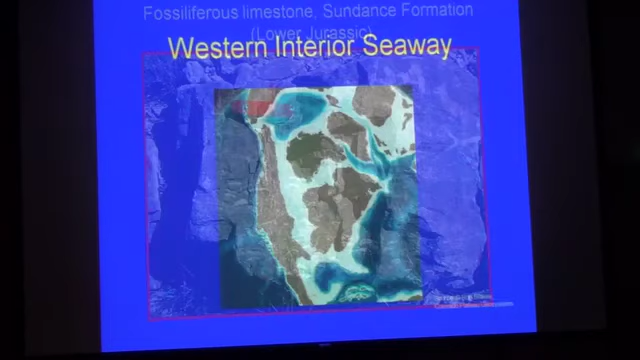 Fossiliferous limestone, Sundance Formation
(Lower Jurassic)
Western Interior Seaway